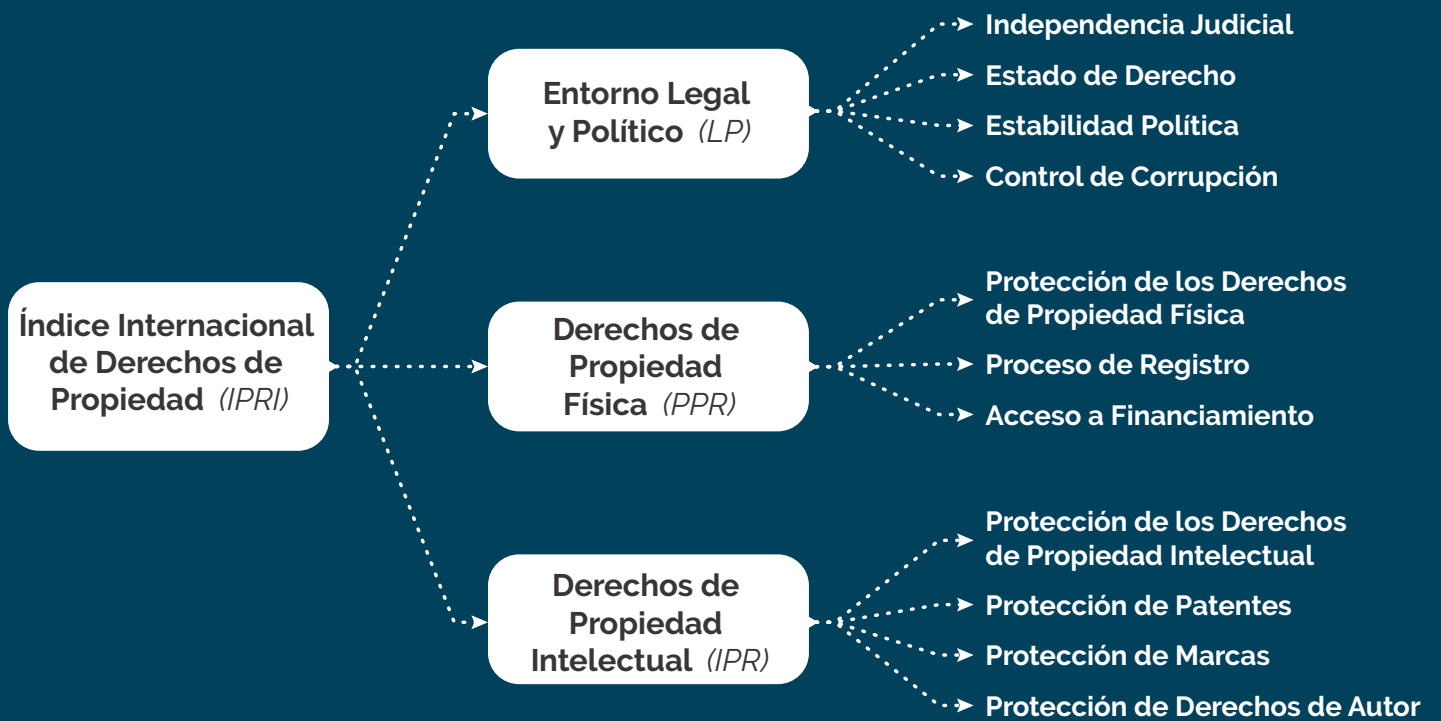 Índice Internacional
de Derechos de
Propiedad (IPRI)
Entorno Legal
y Político (LP)
Independencia Judicial
Estado de Derecho
Estabilidad Política
Control de Corrupción
Derechos de
Propiedad
Física (PPR)
Protección de los Derechos
de Propiedad Física
Proceso de Registro
Acceso a Financiamiento
Derechos de
Propiedad
Intelectual (IPR)
Protección de los Derechos
de Propiedad Intelectual
Protección de Patentes
Protección de Marcas
Protección de Derechos de Autor